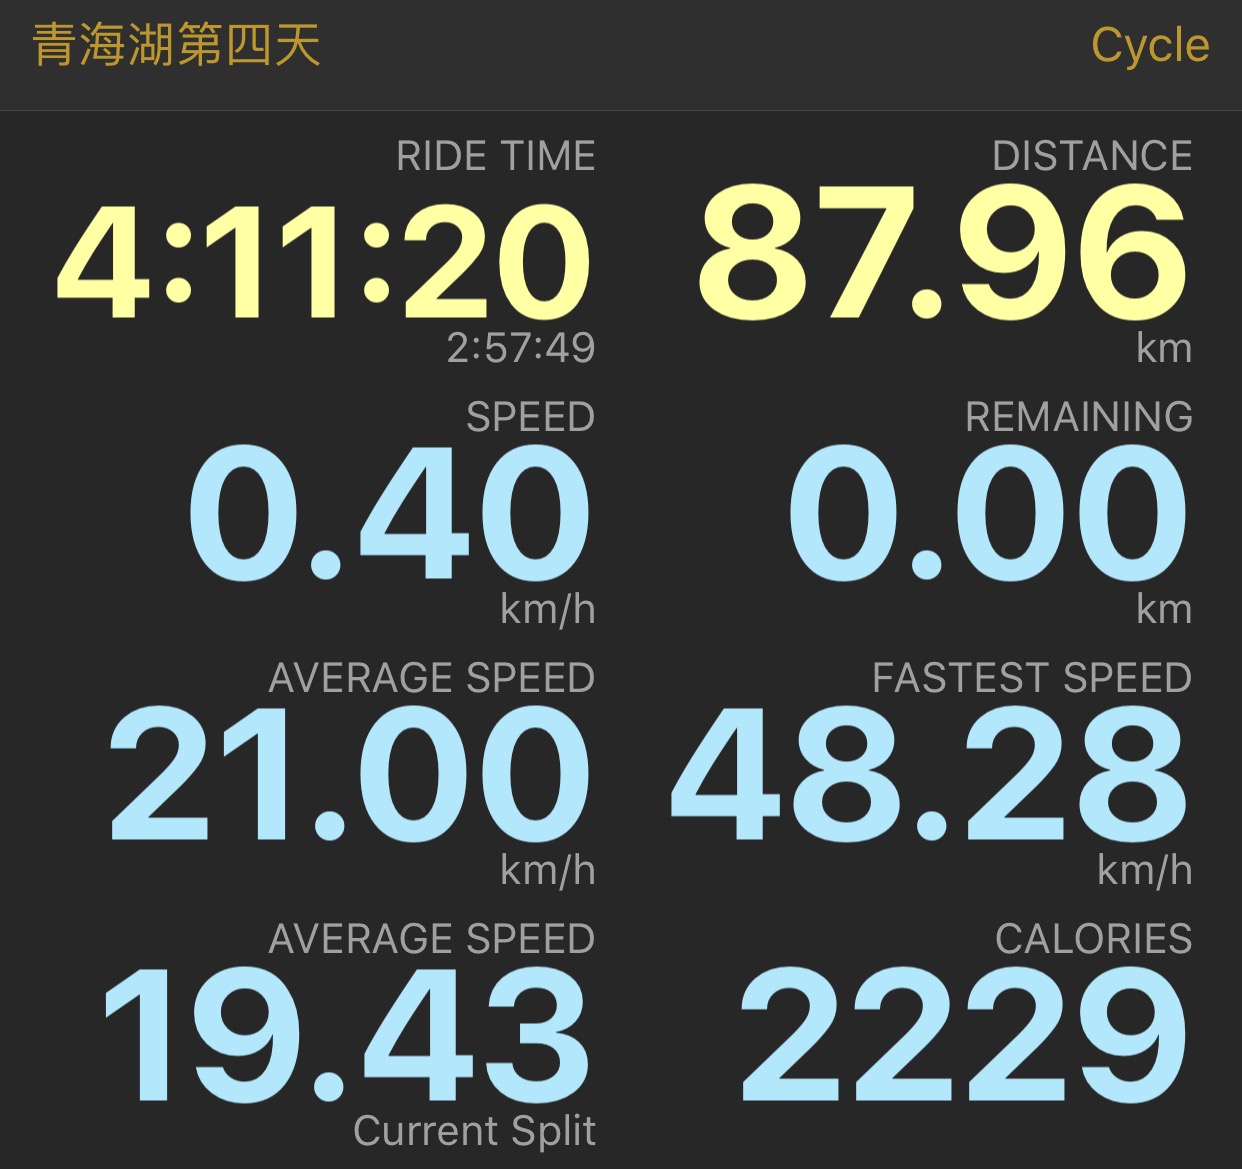 青海湖第四天 Cycle
RIDE TIME DISTANCE
4:11:20 87.96
2:57:49 km
SPEED REMAINING
0.40 0.00
km/h km
AVERAGE SPEED FASTEST SPEED
21.00 48.28
km/h km/h
AVERAGE SPEED CALORIES
19.43 2229
Current Split